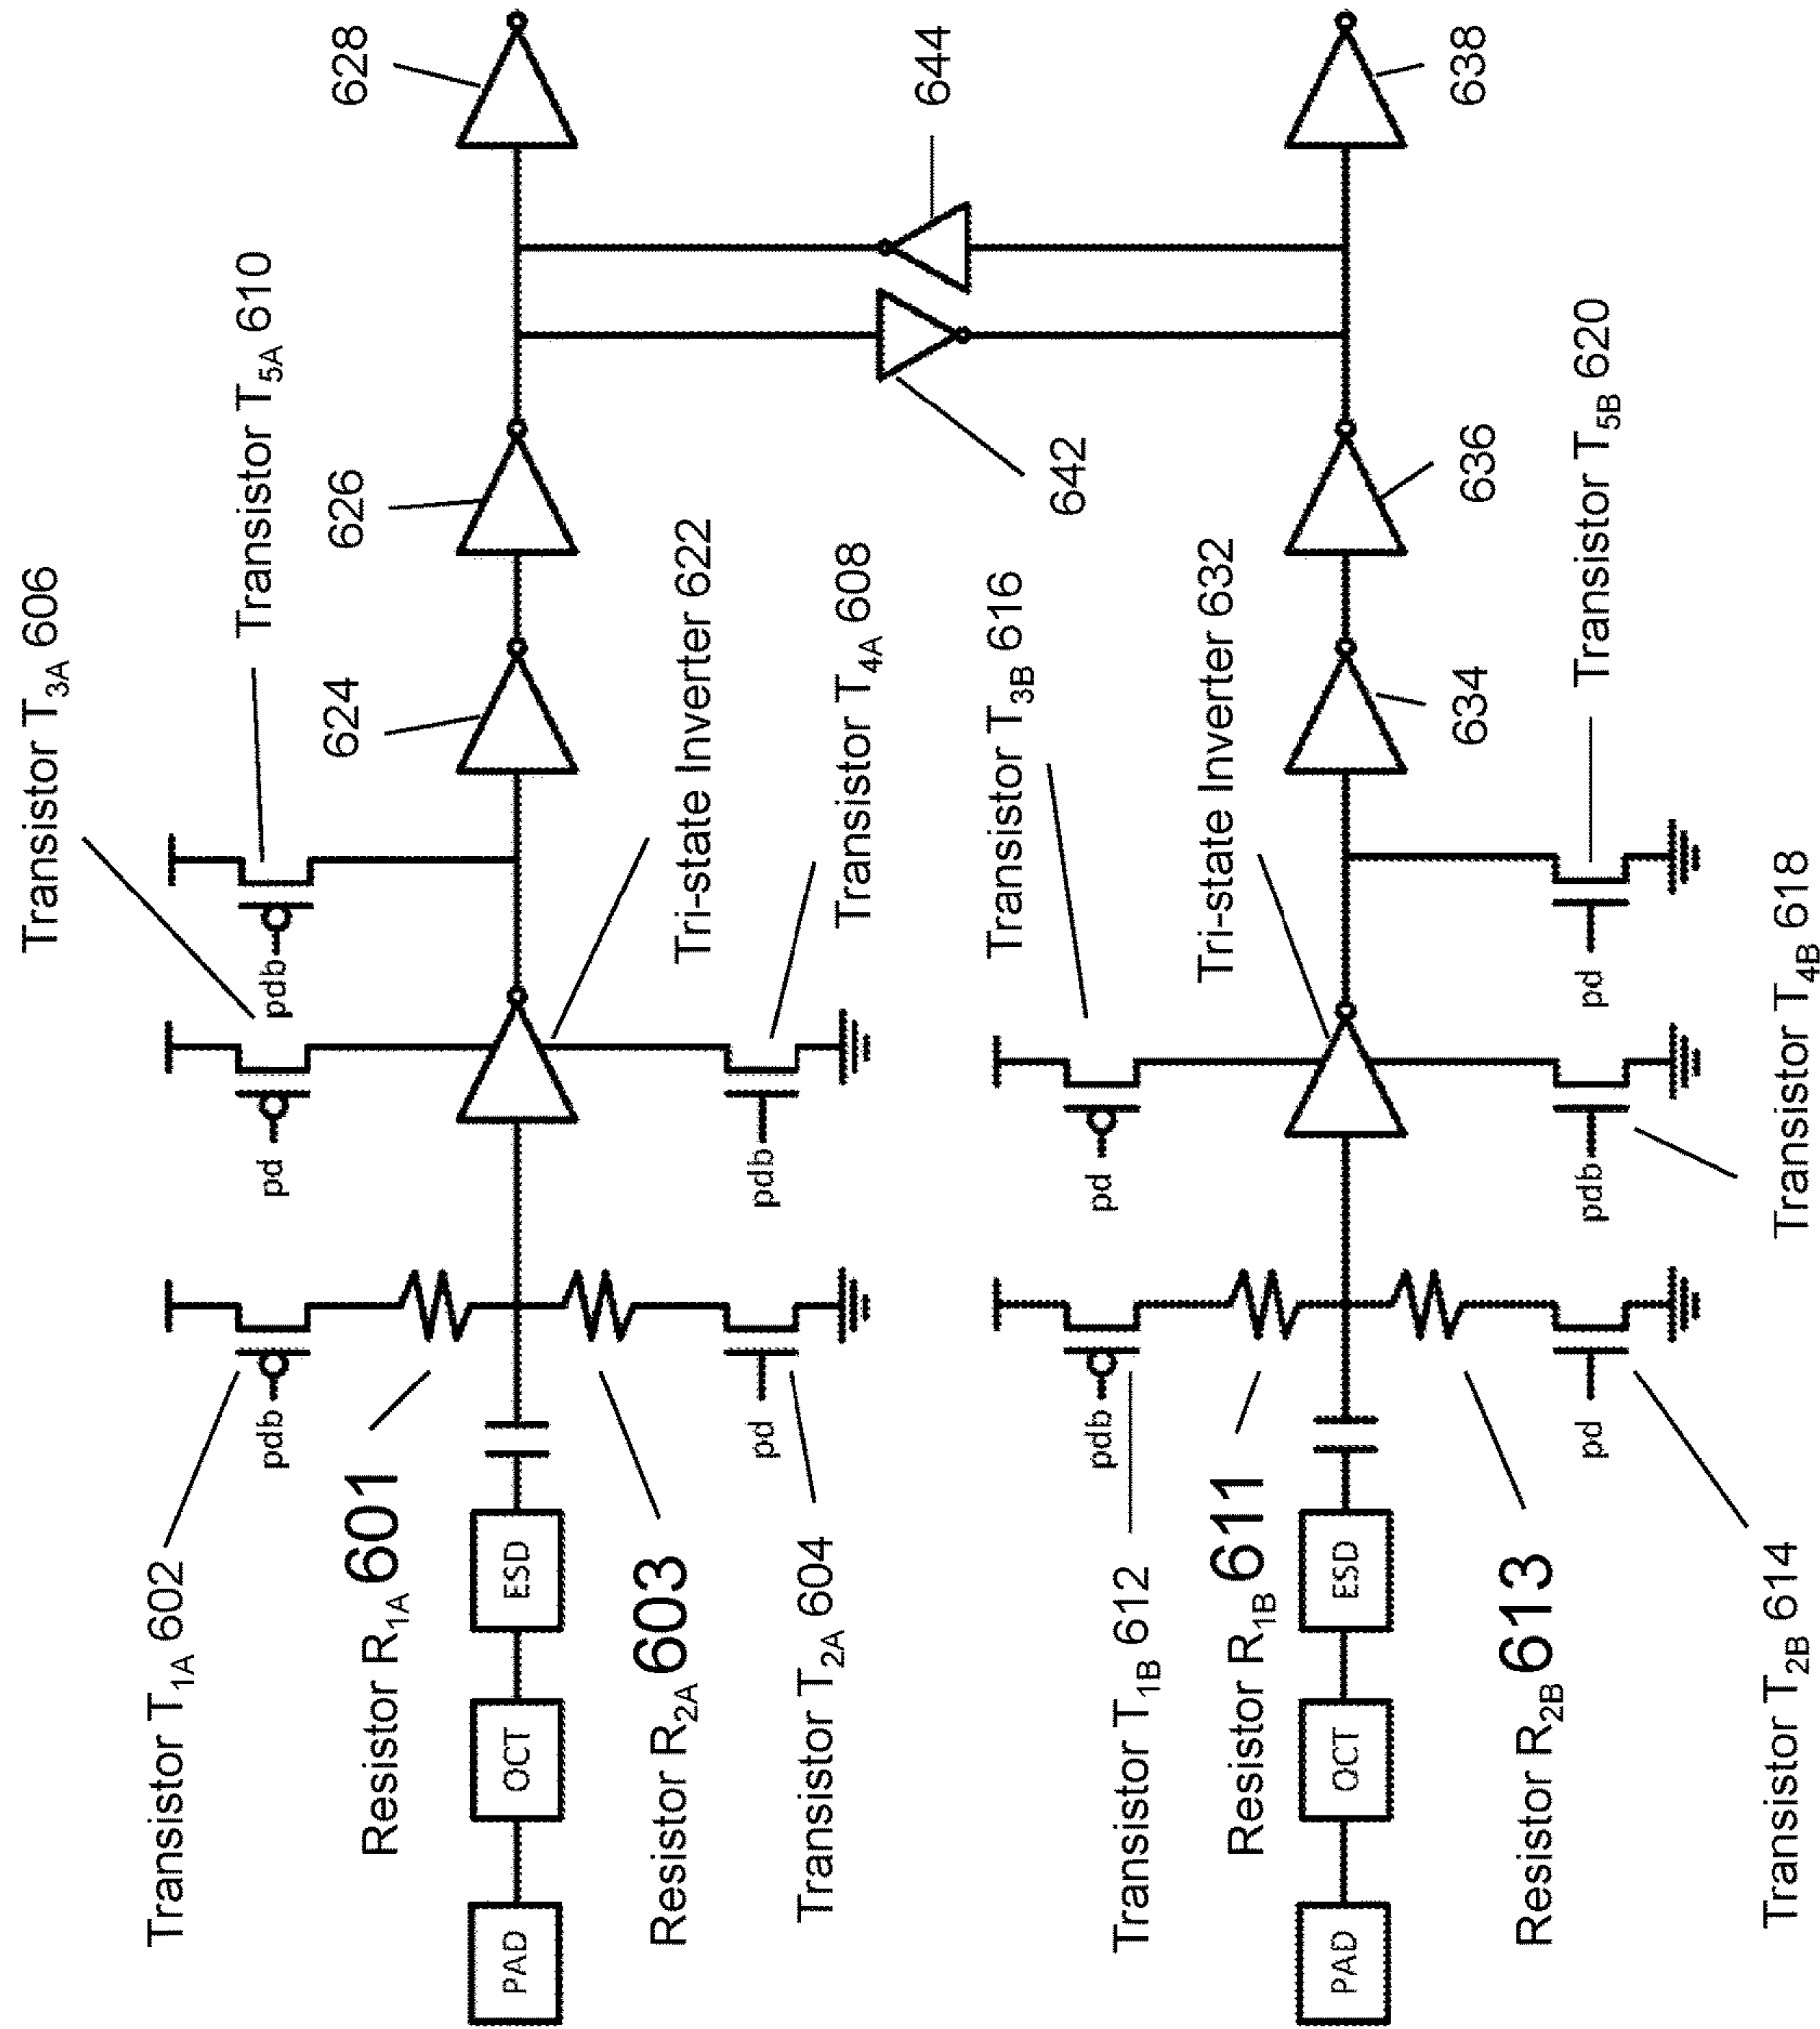 Transistor T1A 602
Transistor T3A 606
Transistor T5A 610
pdb
pd
pdb
Resistor R1A 601
624
626
628
PAD
OCT
ESD
Tri-state Inverter 622
Resistor R2A 603
pd
pdb
Transistor T2A 604
Transistor T4A 608
642
644
Transistor T1B 612
Transistor T3B 616
pdb
pd
Resistor R1B 611
Tri-state Inverter 632
PAD
OCT
ESD
634
636
638
Resistor R2B 613
pd
pdb
pd
Transistor T5B 620
Transistor T2B 614
Transistor T4B 618